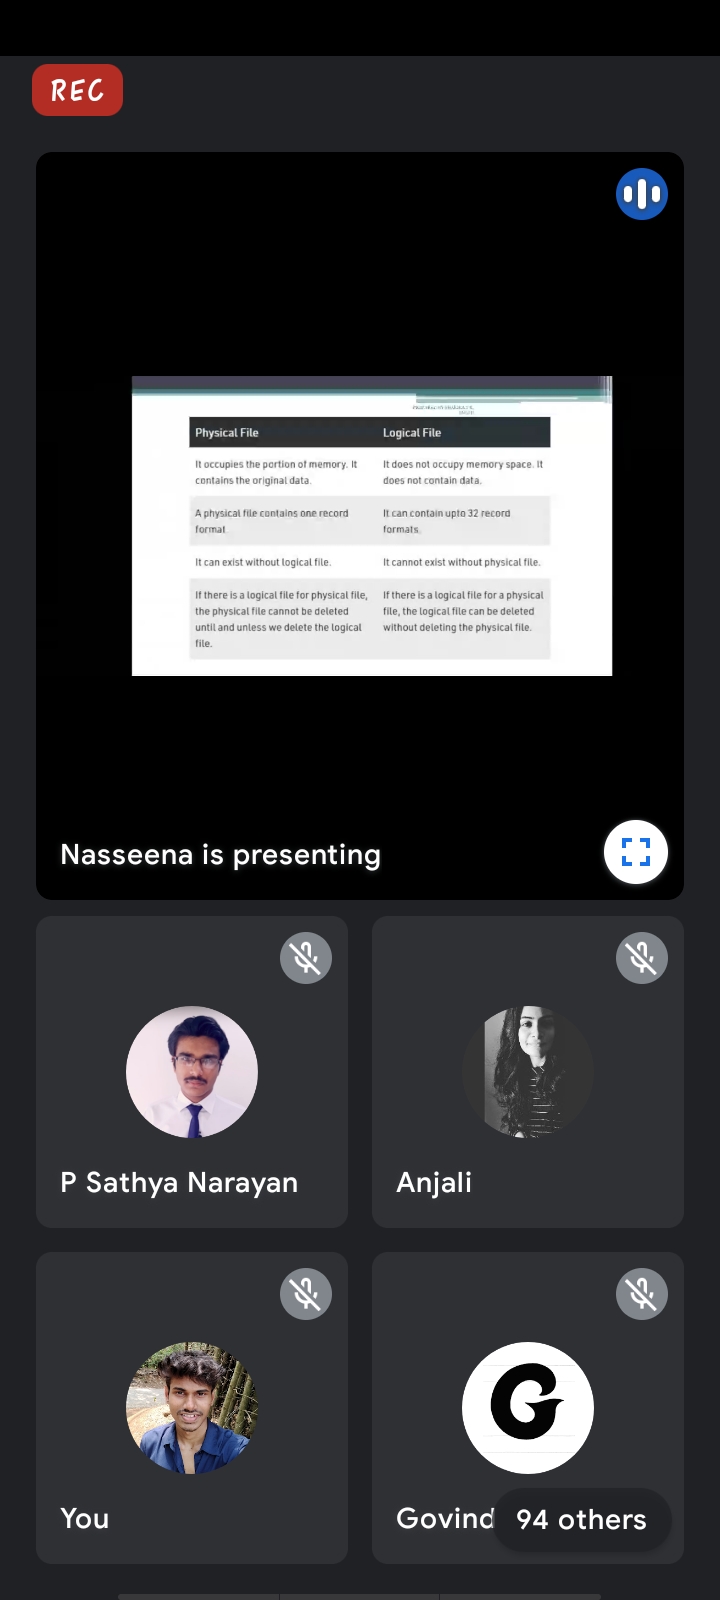 REC
Physical File Logical File
It occupies the portion of memory. It It does not occupy memory space. It
contains the original data. does not contain data.
A physical file contains one record It can contain upto 32 record
format. formats.
It can exist without logical file. It cannot exist without physical file.
If there is a logical file for physical file, If there is a logical file for a physical
the physical file cannot be deleted file, the logical file can be deleted
until and unless we delete the logical without deleting the physical file.
file.
Nasseena is presenting
P Sathya Narayan
Anjali
You
G
Govind
94 others